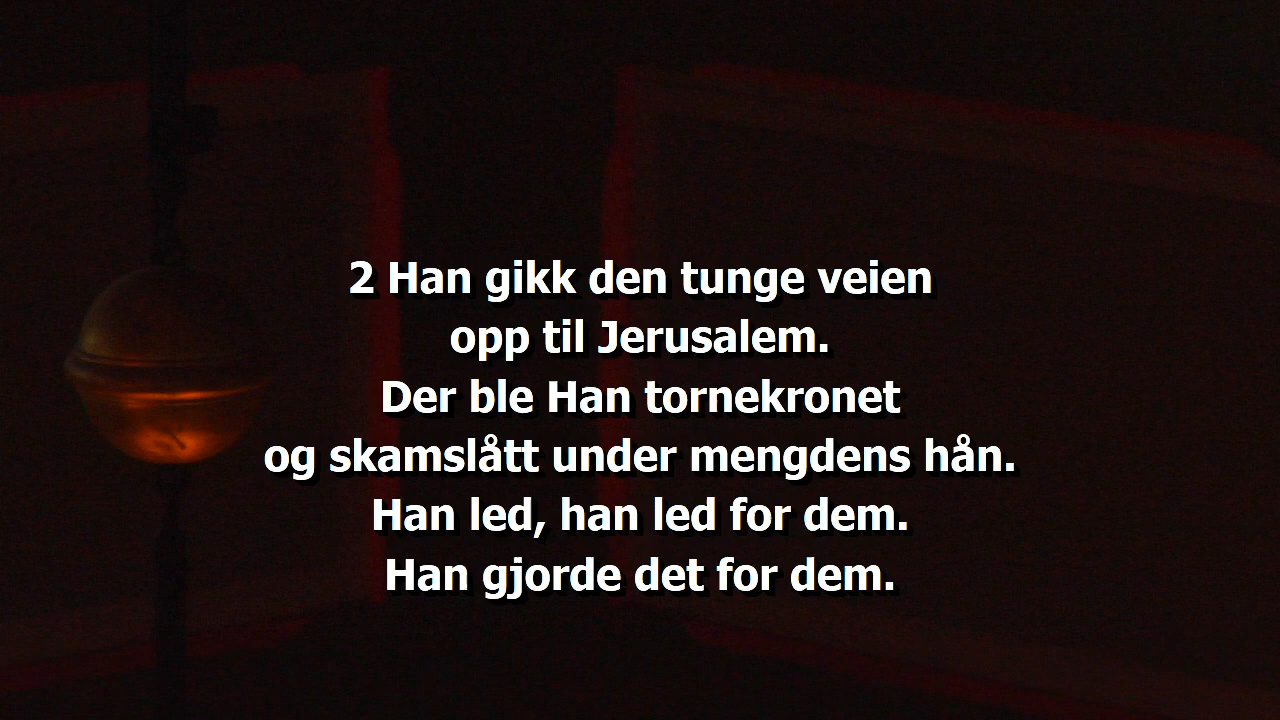 2 Han gikk den tunge veien
opp til Jerusalem.
Der ble Han tornekronet
og skamslått under mengdens hån.
Han led, han led for dem.
Han gjorde det for dem.